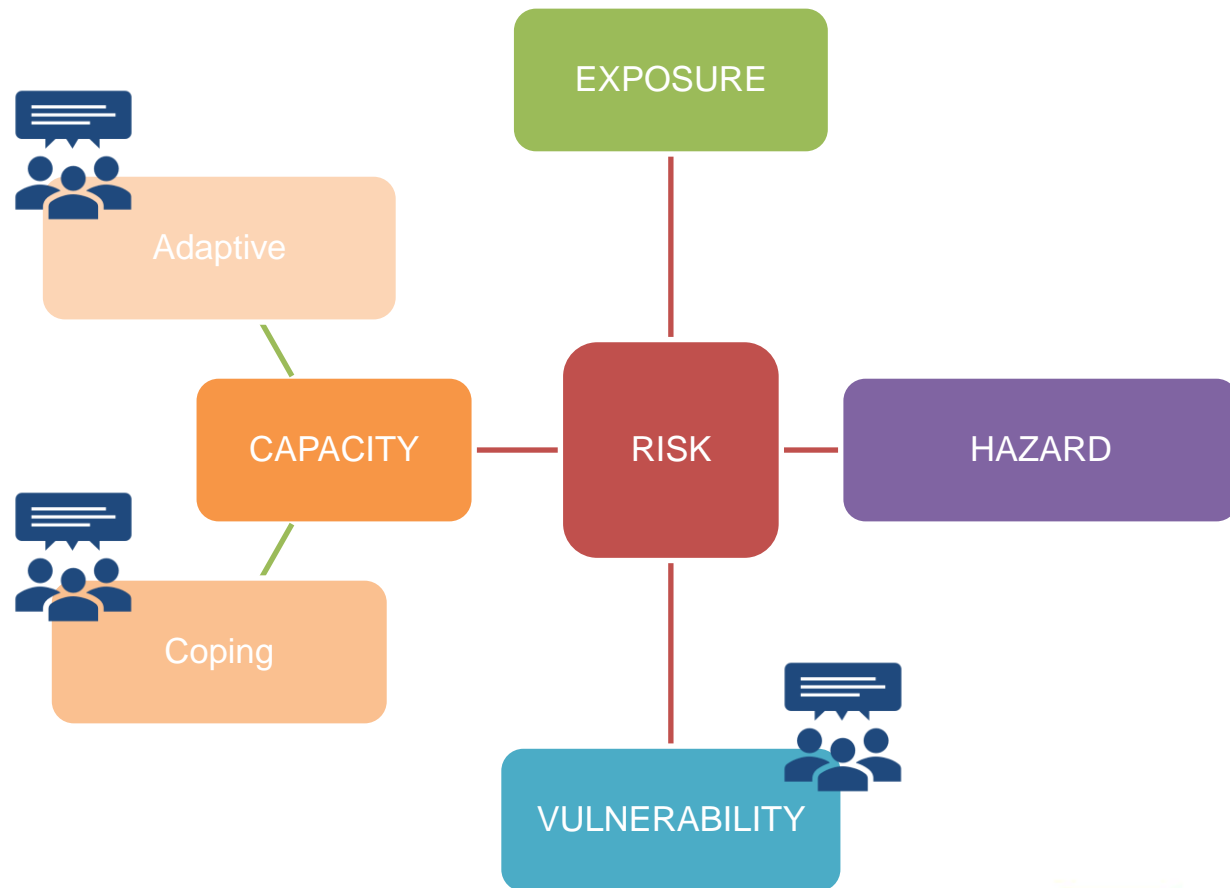 EXPOSURE
Adaptive
CAPACITY
RISK
HAZARD
Coping
VULNERABILITY